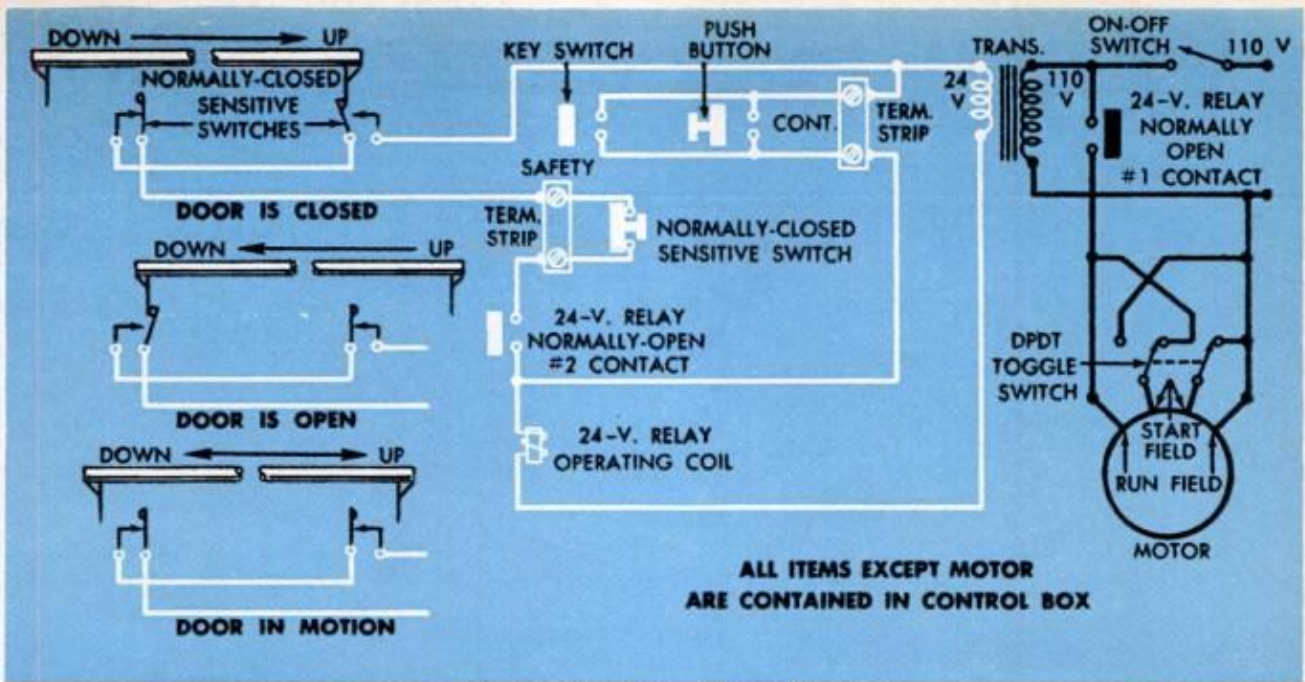 DOWN UP
NORMALLY-CLOSED
SENSITIVE
SWITCHES
DOOR IS CLOSED
DOWN UP
DOOR IS OPEN
DOWN UP
DOOR IN MOTION
KEY SWITCH
PUSH
BUTTON
CONT.
TERM.
STRIP
SAFETY
TERM.
STRIP
NORMALLY-CLOSED
SENSITIVE SWITCH
24-V. RELAY
NORMALLY-OPEN
#2 CONTACT
24-V. RELAY
OPERATING COIL
TRANS.
24
V
110
V
ON-OFF
SWITCH
110 V
24-V. RELAY
NORMALLY
OPEN
#1 CONTACT
DPDT
TOGGLE
SWITCH
START
FIELD
RUN FIELD
MOTOR
ALL ITEMS EXCEPT MOTOR
ARE CONTAINED IN CONTROL BOX